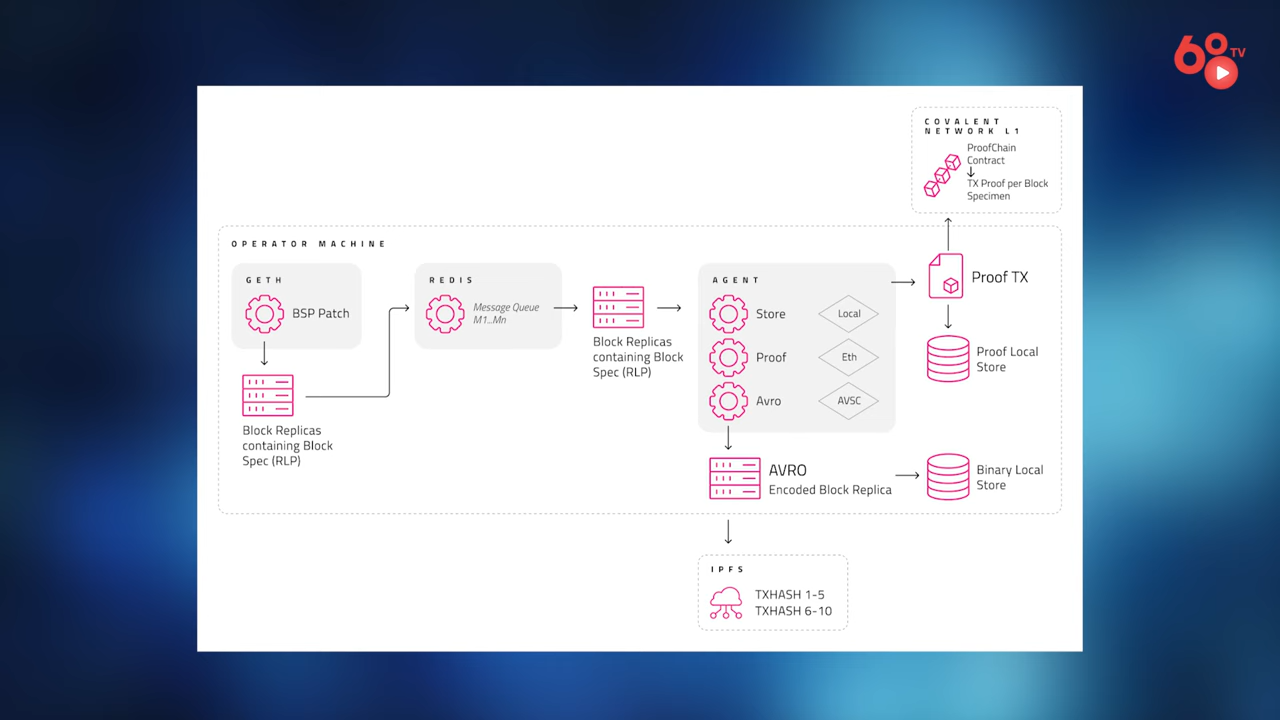 68 TV
COVALENT
NETWORK L1
ProofChain
Contract
TX Proof per Block
Specimen
OPERATOR MACHINE
GETH
BSP Patch
Block Replicas
containing Block
Spec (RLP)
REDIS
Message Queue
M1..Mn
Block Replicas
containing Block
Spec (RLP)
AGENT
Store
Local
Proof
Eth
Avro
AVSC
Proof TX
Proof Local
Store
AVRO
Encoded Block Replica
Binary Local
Store
IPFS
TXHASH 1-5
TXHASH 6-10